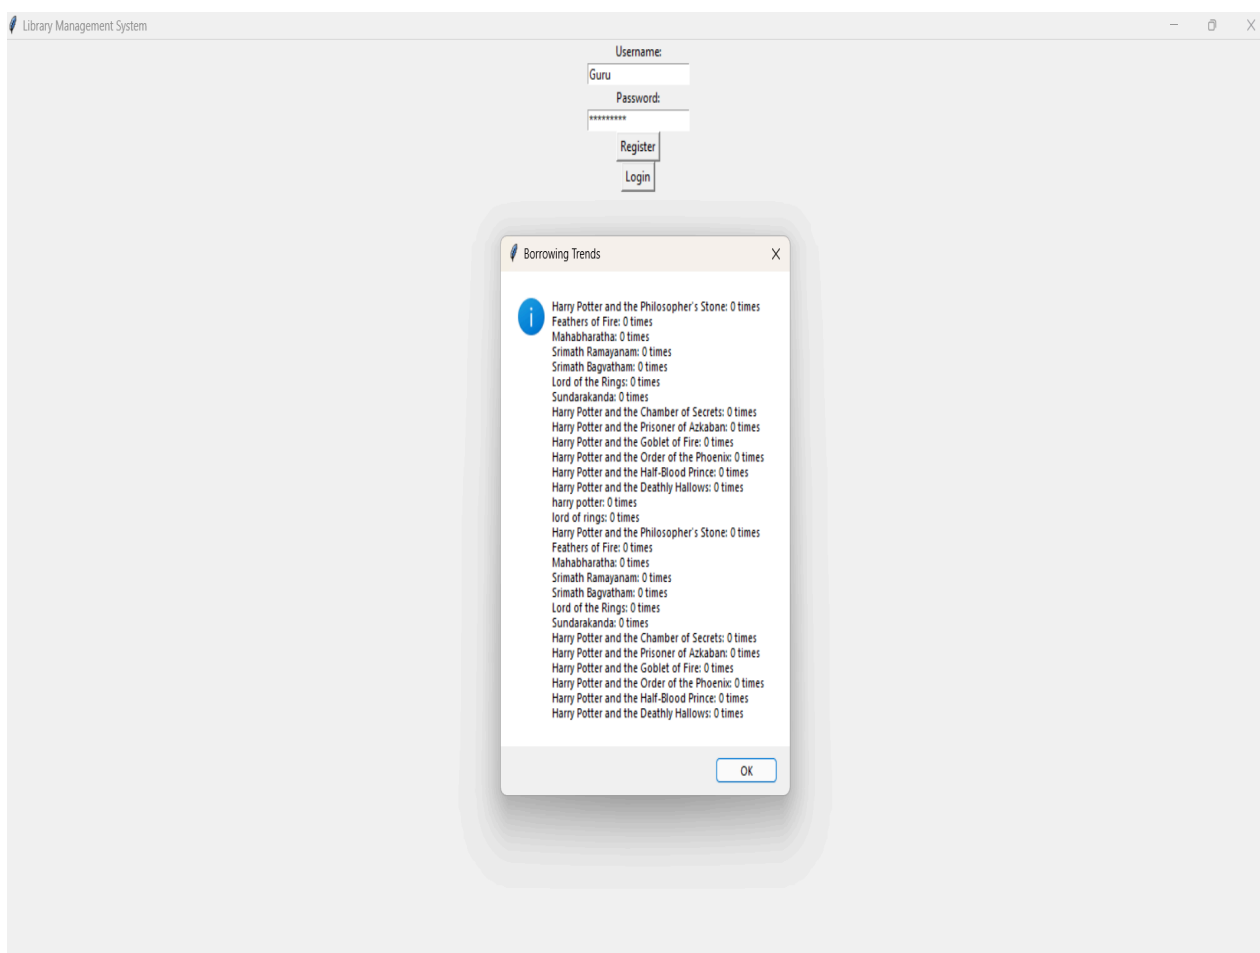 Library Management System
Username:
Guru
Password:
*********
Register
Login
Borrowing Trends
Harry Potter and the Philosopher's Stone: 0 times
Feathers of Fire: 0 times
Mahabharatha: 0 times
Srimath Ramayanam: 0 times
Srimath Bagvatham: 0 times
Lord of the Rings: 0 times
Sundarakanda: 0 times
Harry Potter and the Chamber of Secrets: 0 times
Harry Potter and the Prisoner of Azkaban: 0 times
Harry Potter and the Goblet of Fire: 0 times
Harry Potter and the Order of the Phoenix: 0 times
Harry Potter and the Half-Blood Prince: 0 times
Harry Potter and the Deathly Hallows: 0 times
harry potter: 0 times
lord of rings: 0 times
Harry Potter and the Philosopher's Stone: 0 times
Feathers of Fire: 0 times
Mahabharatha: 0 times
Srimath Ramayanam: 0 times
Srimath Bagvatham: 0 times
Lord of the Rings: 0 times
Sundarakanda: 0 times
Harry Potter and the Chamber of Secrets: 0 times
Harry Potter and the Prisoner of Azkaban: 0 times
Harry Potter and the Goblet of Fire: 0 times
Harry Potter and the Order of the Phoenix: 0 times
Harry Potter and the Half-Blood Prince: 0 times
Harry Potter and the Deathly Hallows: 0 times
OK